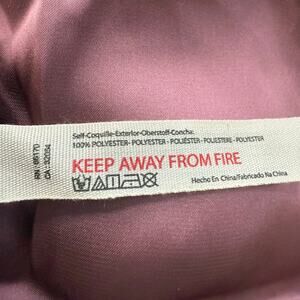 RN : 85170
CA : 32054
Self-Coquille-Exterior-Oberstoff-Concha:
100% POLYESTER- POLYESTER- POLIÉSTER- POLIESTERE- POLYESTER
KEEP AWAY FROM FIRE
Hecho En China/Fabricado Na China